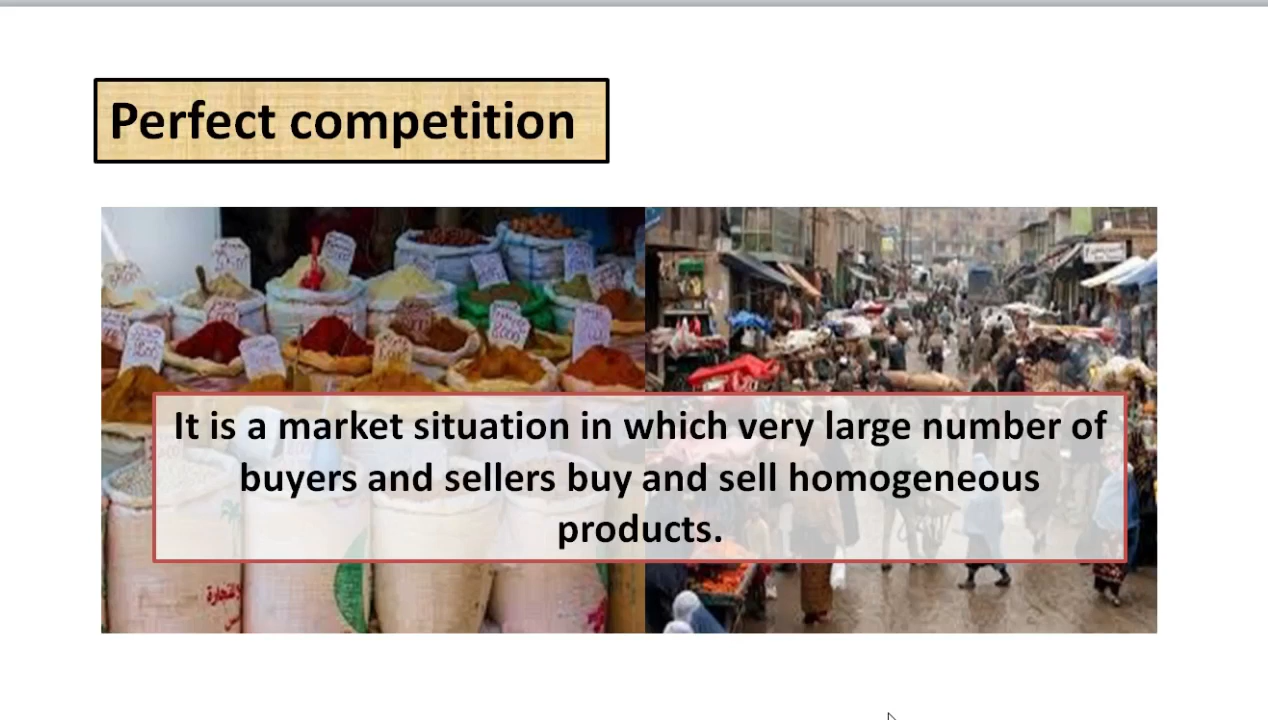 Perfect competition
It is a market situation in which very large number of
buyers and sellers buy and sell homogeneous
products.